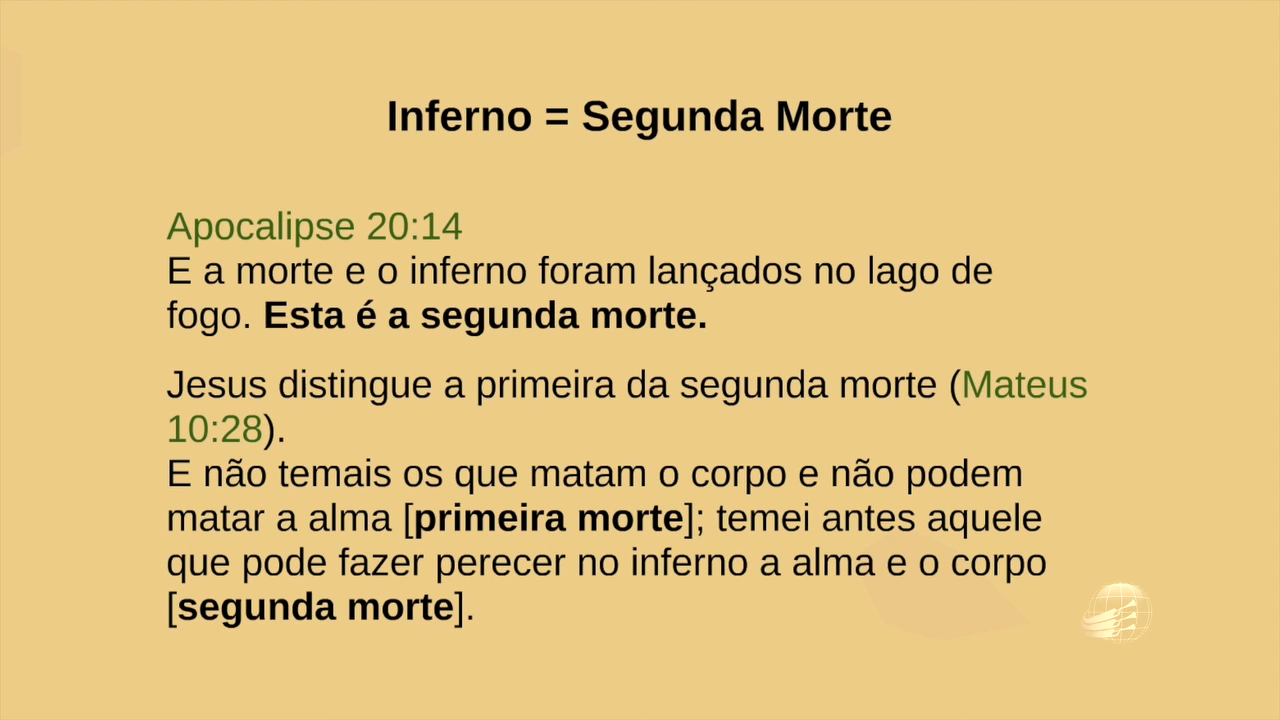 Inferno = Segunda Morte
Apocalipse 20:14
E a morte e o inferno foram lançados no lago de
fogo. Esta é a segunda morte.
Jesus distingue a primeira da segunda morte (Mateus
10:28).
E não temais os que matam o corpo e não podem
matar a alma [primeira morte]; temei antes aquele
que pode fazer perecer no inferno a alma e o corpo
[segunda morte].